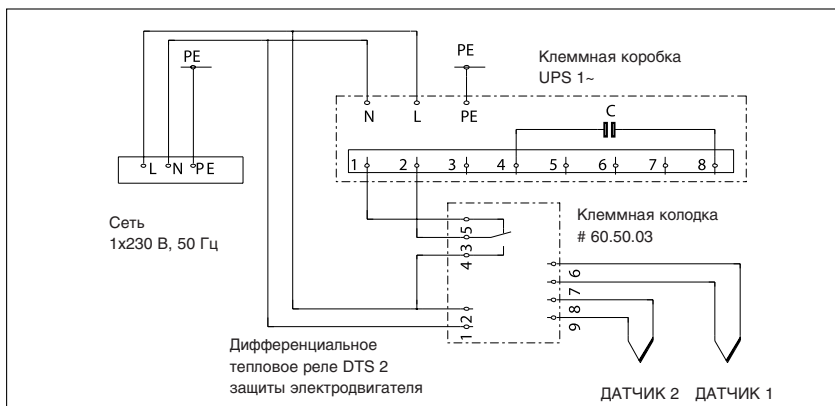 PE
PE
Клеммная коробка
UPS 1~
N L PE
C
1 2 3 4 5 6 7 8
L N PE
Сеть
1x230 В, 50 Гц
Клеммная колодка
# 60.50.03
5
3
4
6
7
2
8
1
9
Дифференциальное
тепловое реле DTS 2
защиты электродвигателя
ДАТЧИК 2 ДАТЧИК 1